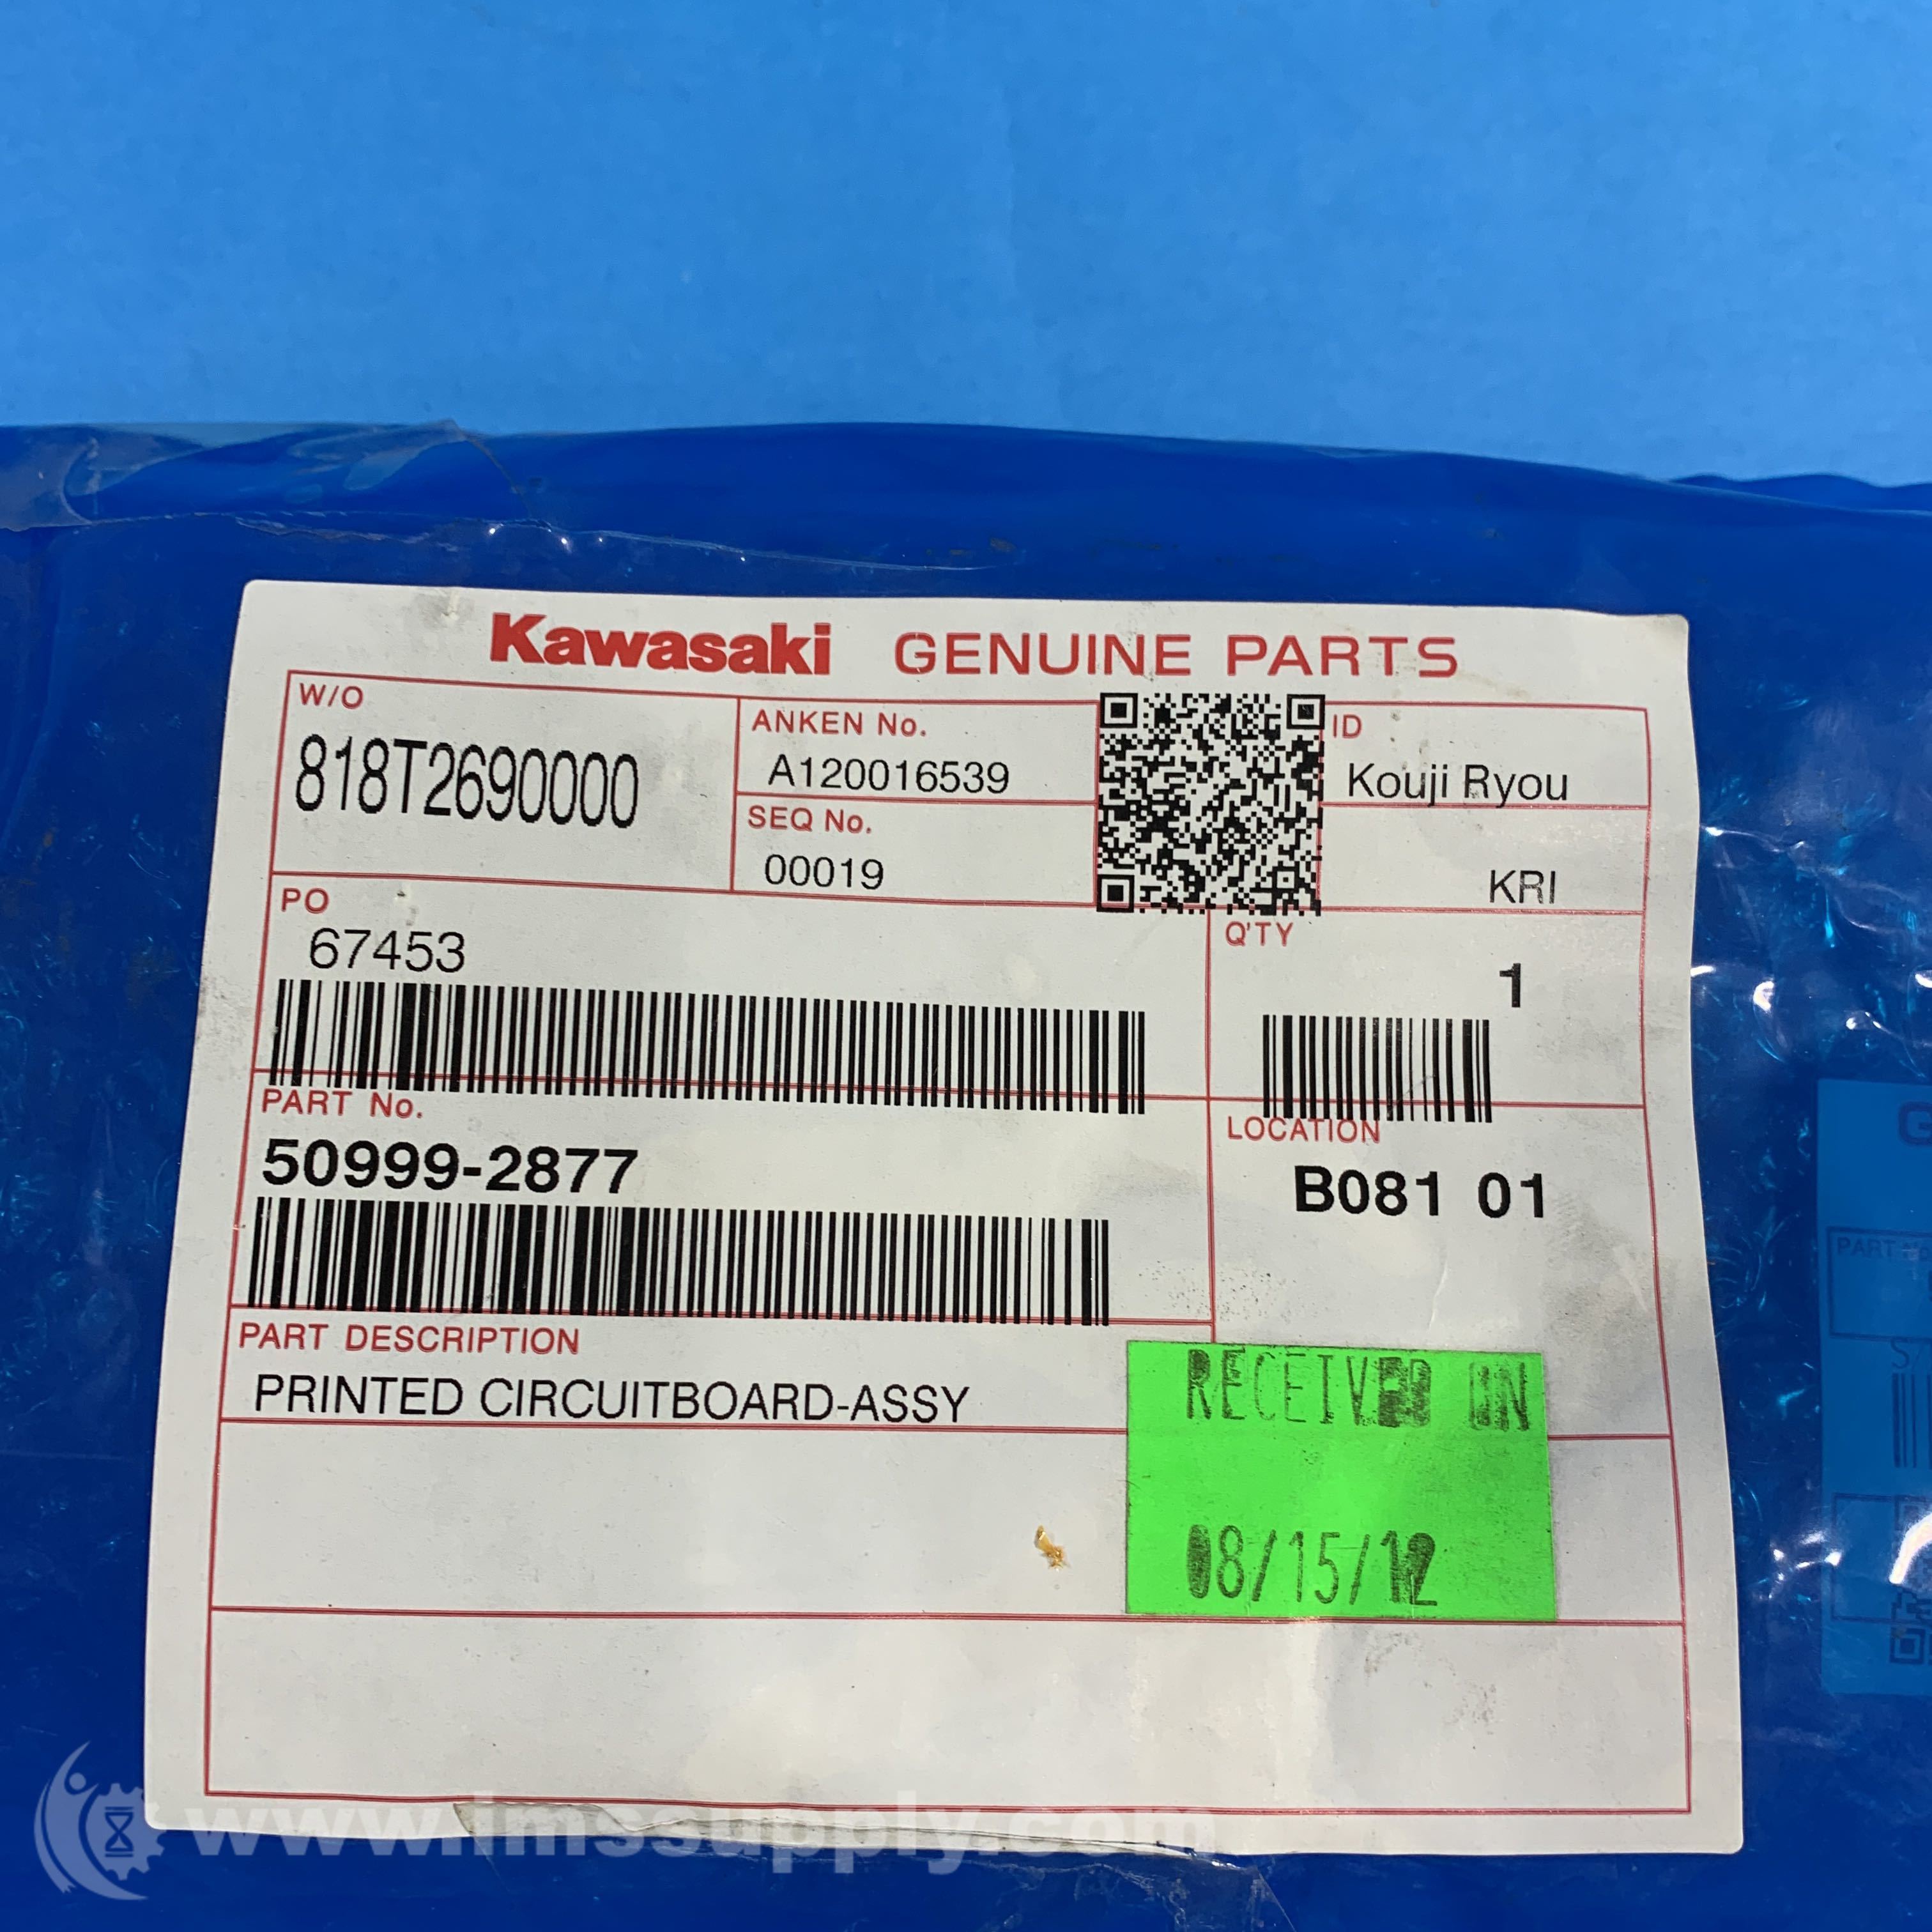 Kawasaki GENUINE PARTS
W/O
818T2690000
ANKEN No.
A120016539
SEQ No.
00019
ID
Kouji Ryou
KRI
PO
67453
Q'TY
1
PART No.
50999-2877
LOCATION
B081 01
PART DESCRIPTION
PRINTED CIRCUITBOARD-ASSY
RECEIVED ON
08/15/12
PART
www.imssupply.com